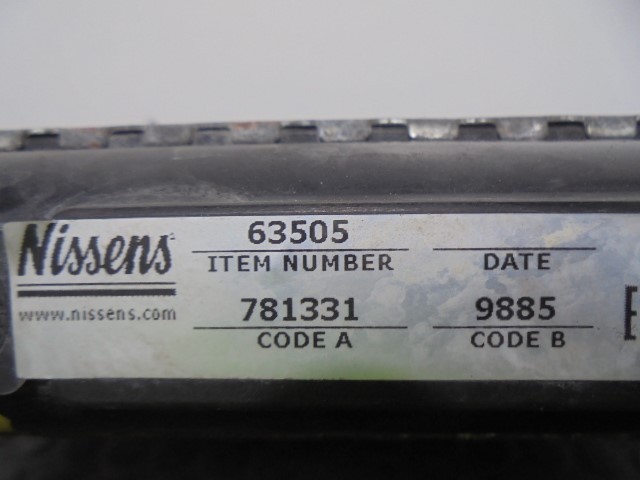 Nissens
www.nissens.com
63505
ITEM NUMBER
DATE
781331
CODE A
9885
CODE B